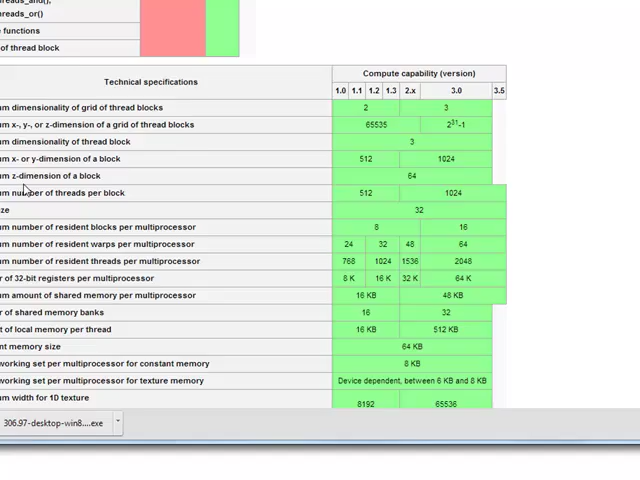 threads_or()
e functions
of thread block
Technical specifications
Compute capability (version)
1.0 1.1 1.2 1.3 2.x 3.0 3.5
um dimensionality of grid of thread blocks 2 3
um x-, y-, or z-dimension of a grid of thread blocks 65535 2^31-1
um dimensionality of thread block 3
um x- or y-dimension of a block 512 1024
um z-dimension of a block 64
um number of threads per block 512 1024
ze 32
um number of resident blocks per multiprocessor 8 16
um number of resident warps per multiprocessor 24 32 48 64
um number of resident threads per multiprocessor 768 1024 1536 2048
r of 32-bit registers per multiprocessor 8 K 16 K 32 K 64 K
um amount of shared memory per multiprocessor 16 KB 48 KB
r of shared memory banks 16 32
t of local memory per thread 16 KB 512 KB
nt memory size 64 KB
working set per multiprocessor for constant memory 8 KB
working set per multiprocessor for texture memory Device dependent, between 6 KB and 8 KB
um width for 1D texture 8192 65536
306.97-desktop-win8....exe